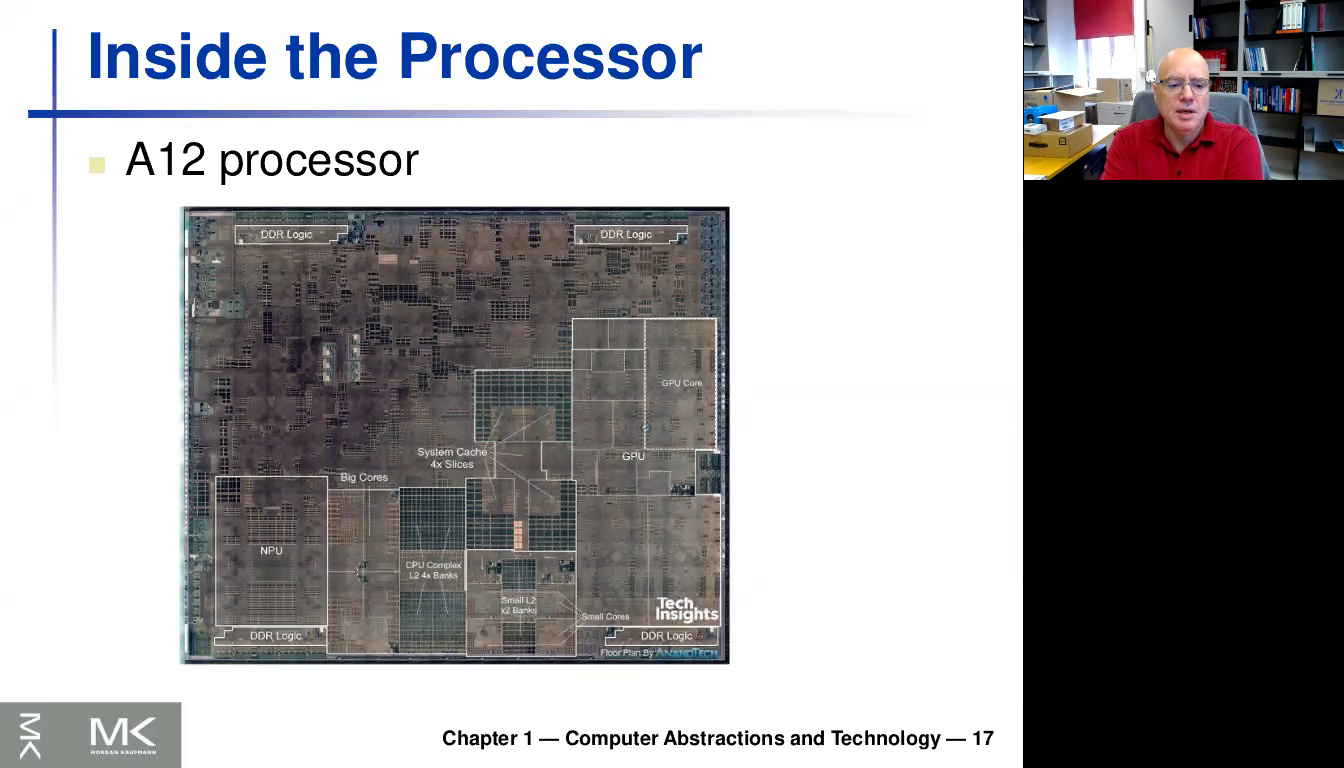 Inside the Processor
A12 processor
DDR Logic
DDR Logic
GPU Core
System Cache
4x Slices
GPU
Big Cores
NPU
CPU Complex
L2 4x Banks
Small L2
x2 Banks
Small Cores
Tech
Insights
DDR Logic
DDR Logic
Floor Plan By ANANDTECH
MK
MK
MORGAN KAUFMANN
Chapter 1 — Computer Abstractions and Technology — 17